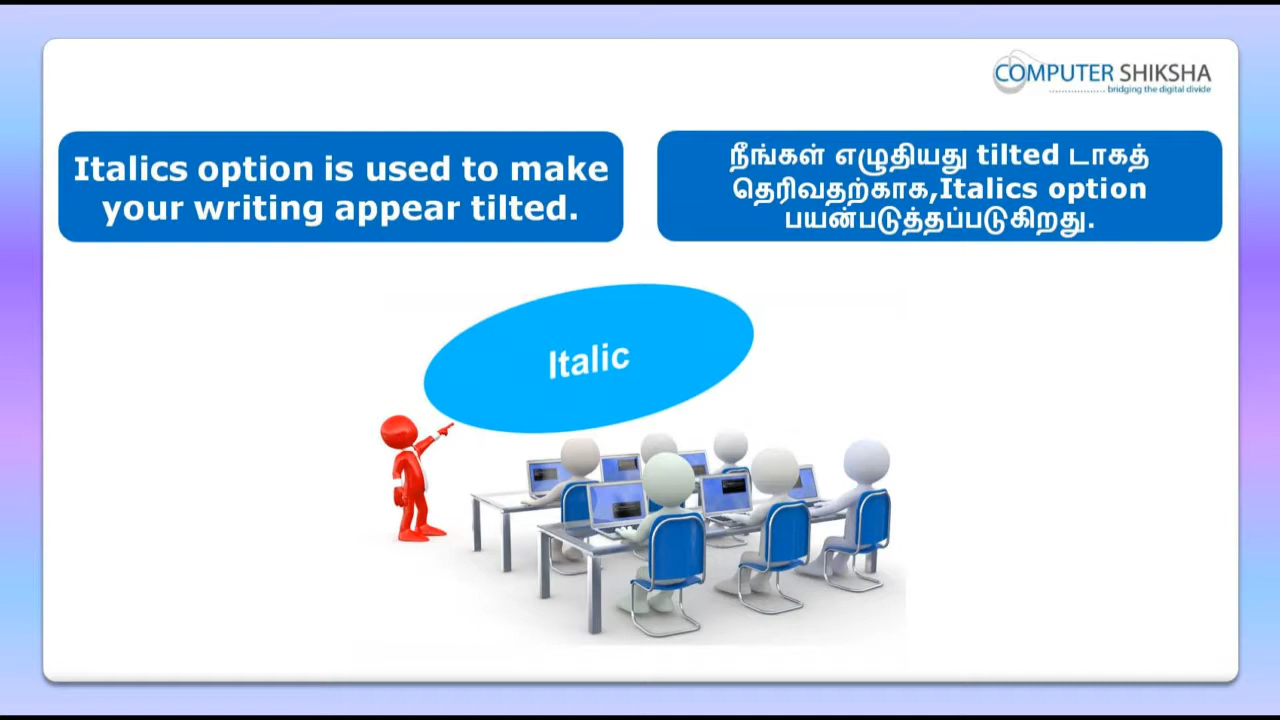 COMPUTER SHIKSHA
bridging the digital divide
Italics option is used to make
your writing appear tilted.
நீங்கள் எழுதியது tilted டாகத்
தெரிவதற்காக,Italics option
பயன்படுத்தப்படுகிறது.
Italic